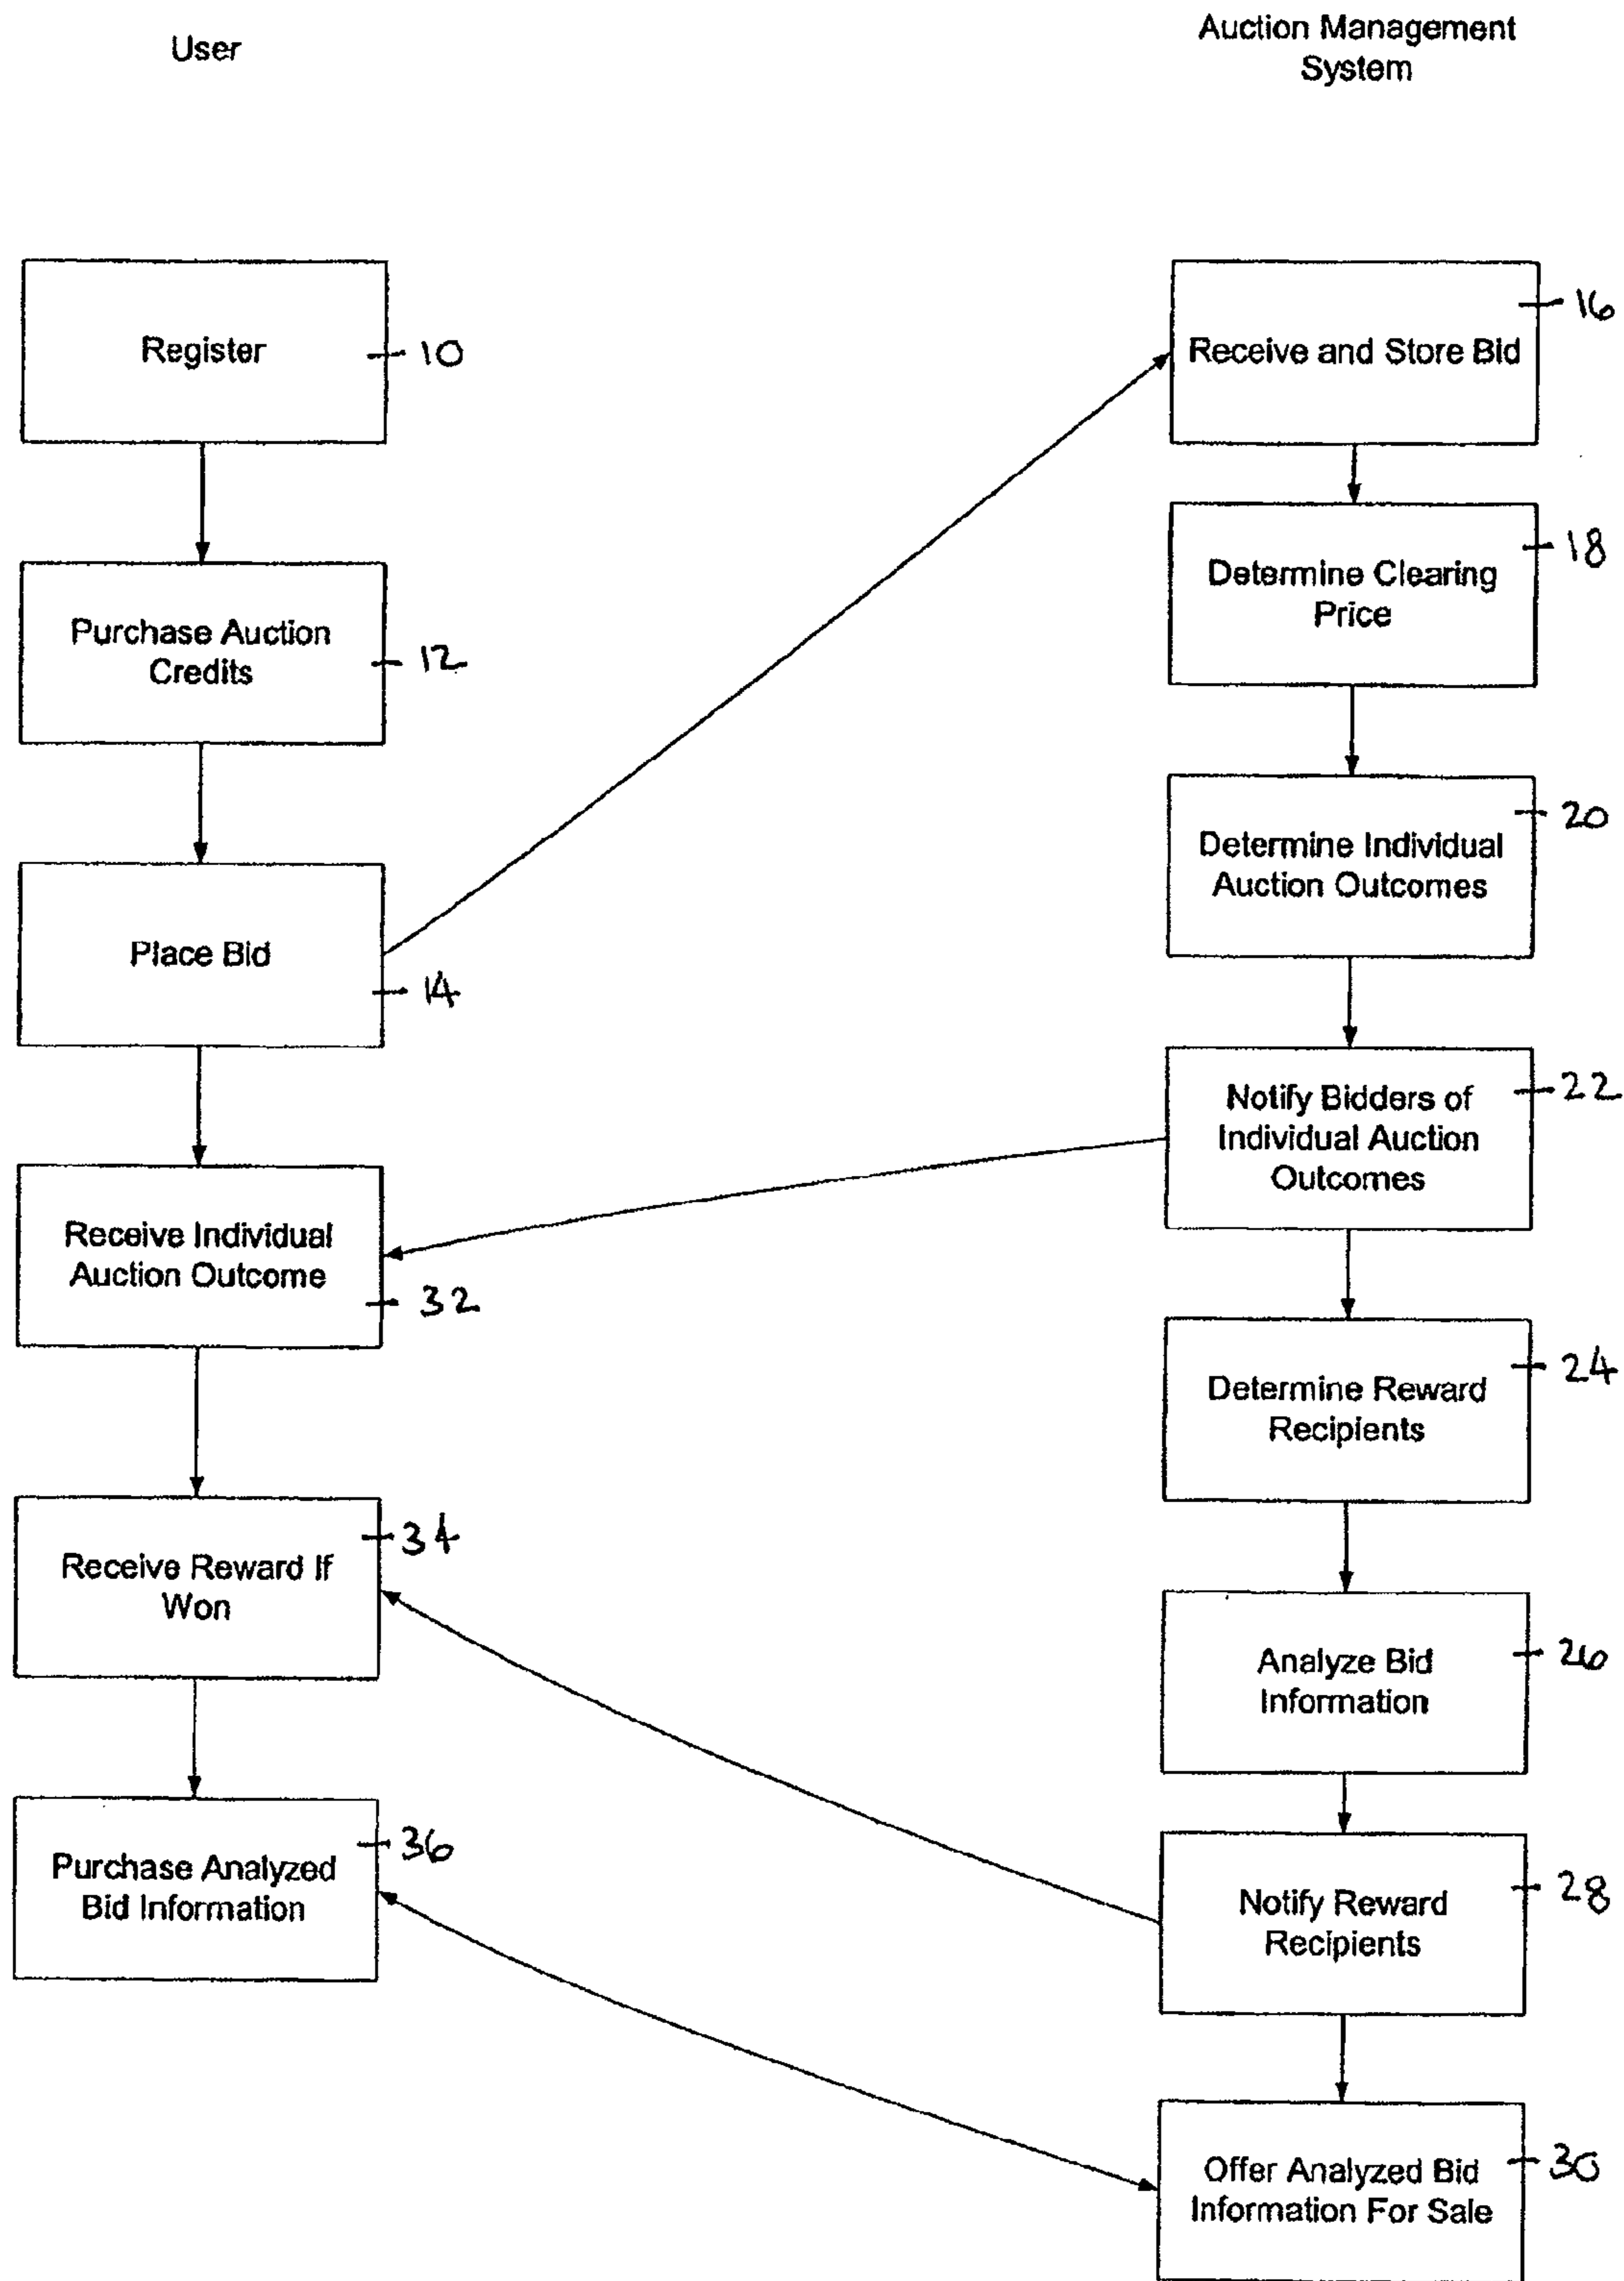 User
Auction Management
System
Register
10
Purchase Auction
Credits
12
Place Bid
14
Receive Individual
Auction Outcome
32
Receive Reward If
Won
34
Purchase Analyzed
Bid Information
36
Receive and Store Bid
16
Determine Clearing
Price
18
Determine Individual
Auction Outcomes
20
Notify Bidders of
Individual Auction
Outcomes
22
Determine Reward
Recipients
24
Analyze Bid
Information
26
Notify Reward
Recipients
28
Offer Analyzed Bid
Information For Sale
30